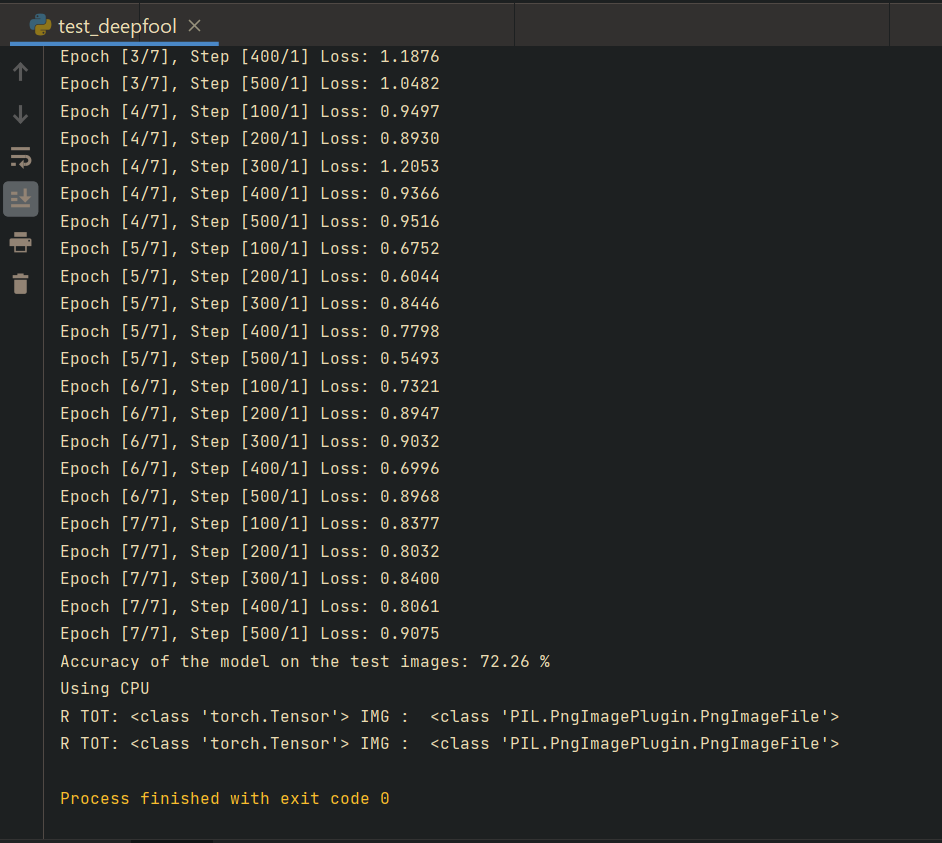 test_deepfool
Epoch [3/7], Step [400/1] Loss: 1.1876
Epoch [3/7], Step [500/1] Loss: 1.0482
Epoch [4/7], Step [100/1] Loss: 0.9497
Epoch [4/7], Step [200/1] Loss: 0.8930
Epoch [4/7], Step [300/1] Loss: 1.2053
Epoch [4/7], Step [400/1] Loss: 0.9366
Epoch [4/7], Step [500/1] Loss: 0.9516
Epoch [5/7], Step [100/1] Loss: 0.6752
Epoch [5/7], Step [200/1] Loss: 0.6044
Epoch [5/7], Step [300/1] Loss: 0.8446
Epoch [5/7], Step [400/1] Loss: 0.7798
Epoch [5/7], Step [500/1] Loss: 0.5493
Epoch [6/7], Step [100/1] Loss: 0.7321
Epoch [6/7], Step [200/1] Loss: 0.8947
Epoch [6/7], Step [300/1] Loss: 0.9032
Epoch [6/7], Step [400/1] Loss: 0.6996
Epoch [6/7], Step [500/1] Loss: 0.8968
Epoch [7/7], Step [100/1] Loss: 0.8377
Epoch [7/7], Step [200/1] Loss: 0.8032
Epoch [7/7], Step [300/1] Loss: 0.8400
Epoch [7/7], Step [400/1] Loss: 0.8061
Epoch [7/7], Step [500/1] Loss: 0.9075
Accuracy of the model on the test images: 72.26 %
Using CPU
R TOT: <class 'torch.Tensor'> IMG :  <class 'PIL.PngImagePlugin.PngImageFile'>
R TOT: <class 'torch.Tensor'> IMG :  <class 'PIL.PngImagePlugin.PngImageFile'>
Process finished with exit code 0